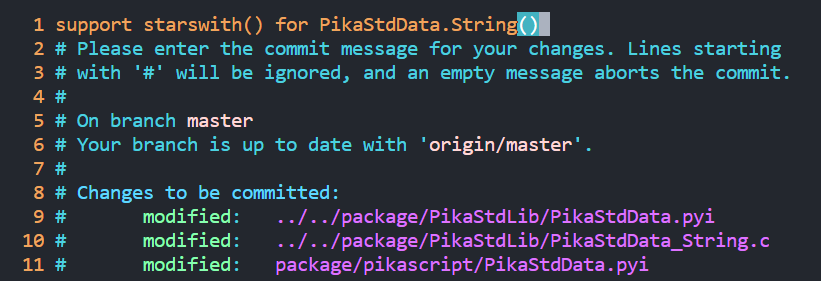 1 support starswith() for PikaStdData.String()
2 # Please enter the commit message for your changes. Lines starting
3 # with '#' will be ignored, and an empty message aborts the commit.
4 #
5 # On branch master
6 # Your branch is up to date with 'origin/master'.
7 #
8 # Changes to be committed:
9 #       modified:   ../../package/PikaStdLib/PikaStdData.pyi
10 #       modified:   ../../package/PikaStdLib/PikaStdData_String.c
11 #       modified:   package/pikascript/PikaStdData.pyi